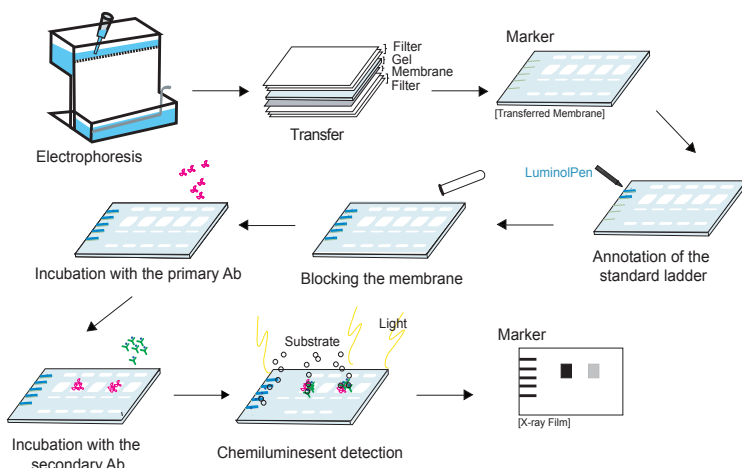 Electrophoresis
Filter
Gel
Membrane
Filter
Transfer
Marker
[Transferred Membrane]
LuminolPen
Annotation of the
standard ladder
Blocking the membrane
Incubation with the primary Ab
Incubation with the
secondary Ab
Substrate
Light
Chemiluminesent detection
Marker
[X-ray Film]